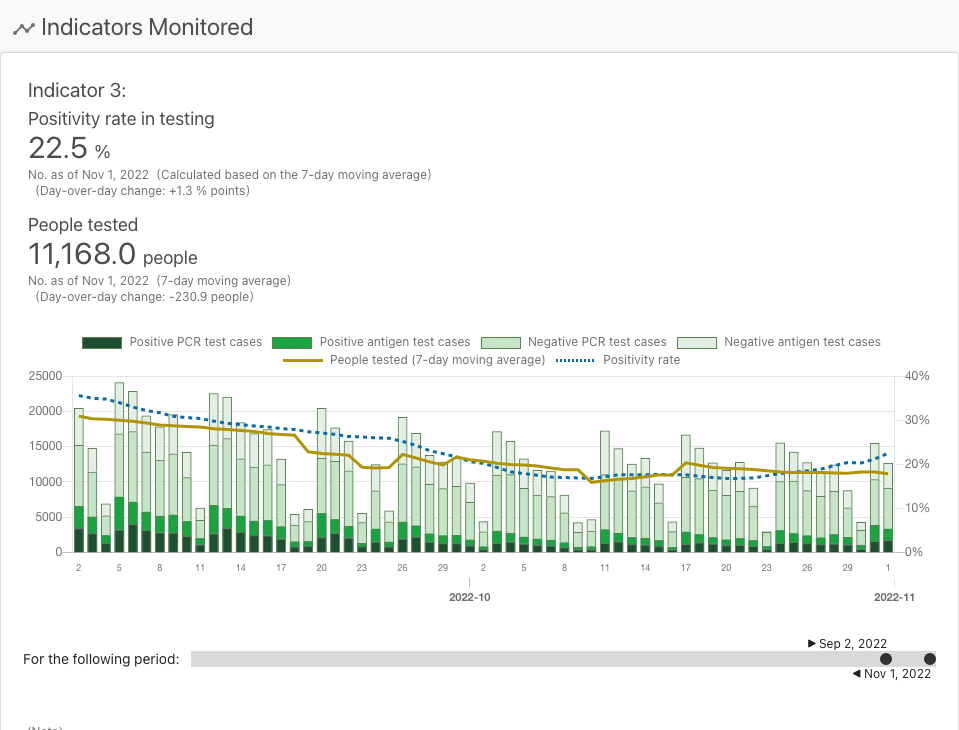 Indicators Monitored
Indicator 3:
Positivity rate in testing
22.5 %
No. as of Nov 1, 2022 (Calculated based on the 7-day moving average)
(Day-over-day change: +1.3 % points)
People tested
11,168.0 people
No. as of Nov 1, 2022 (7-day moving average)
(Day-over-day change: -230.9 people)
Positive PCR test cases Positive antigen test cases Negative PCR test cases Negative antigen test cases
People tested (7-day moving average) Positivity rate
25000 40%
20000 30%
15000
20%
10000
10%
5000
0 0%
2 5 8 11 14 17 20 23 26 29 2 5 8 11 14 17 20 23 26 29 1
2022-10 2022-11
▶ Sep 2, 2022
For the following period:
◀ Nov 1, 2022
(Note)